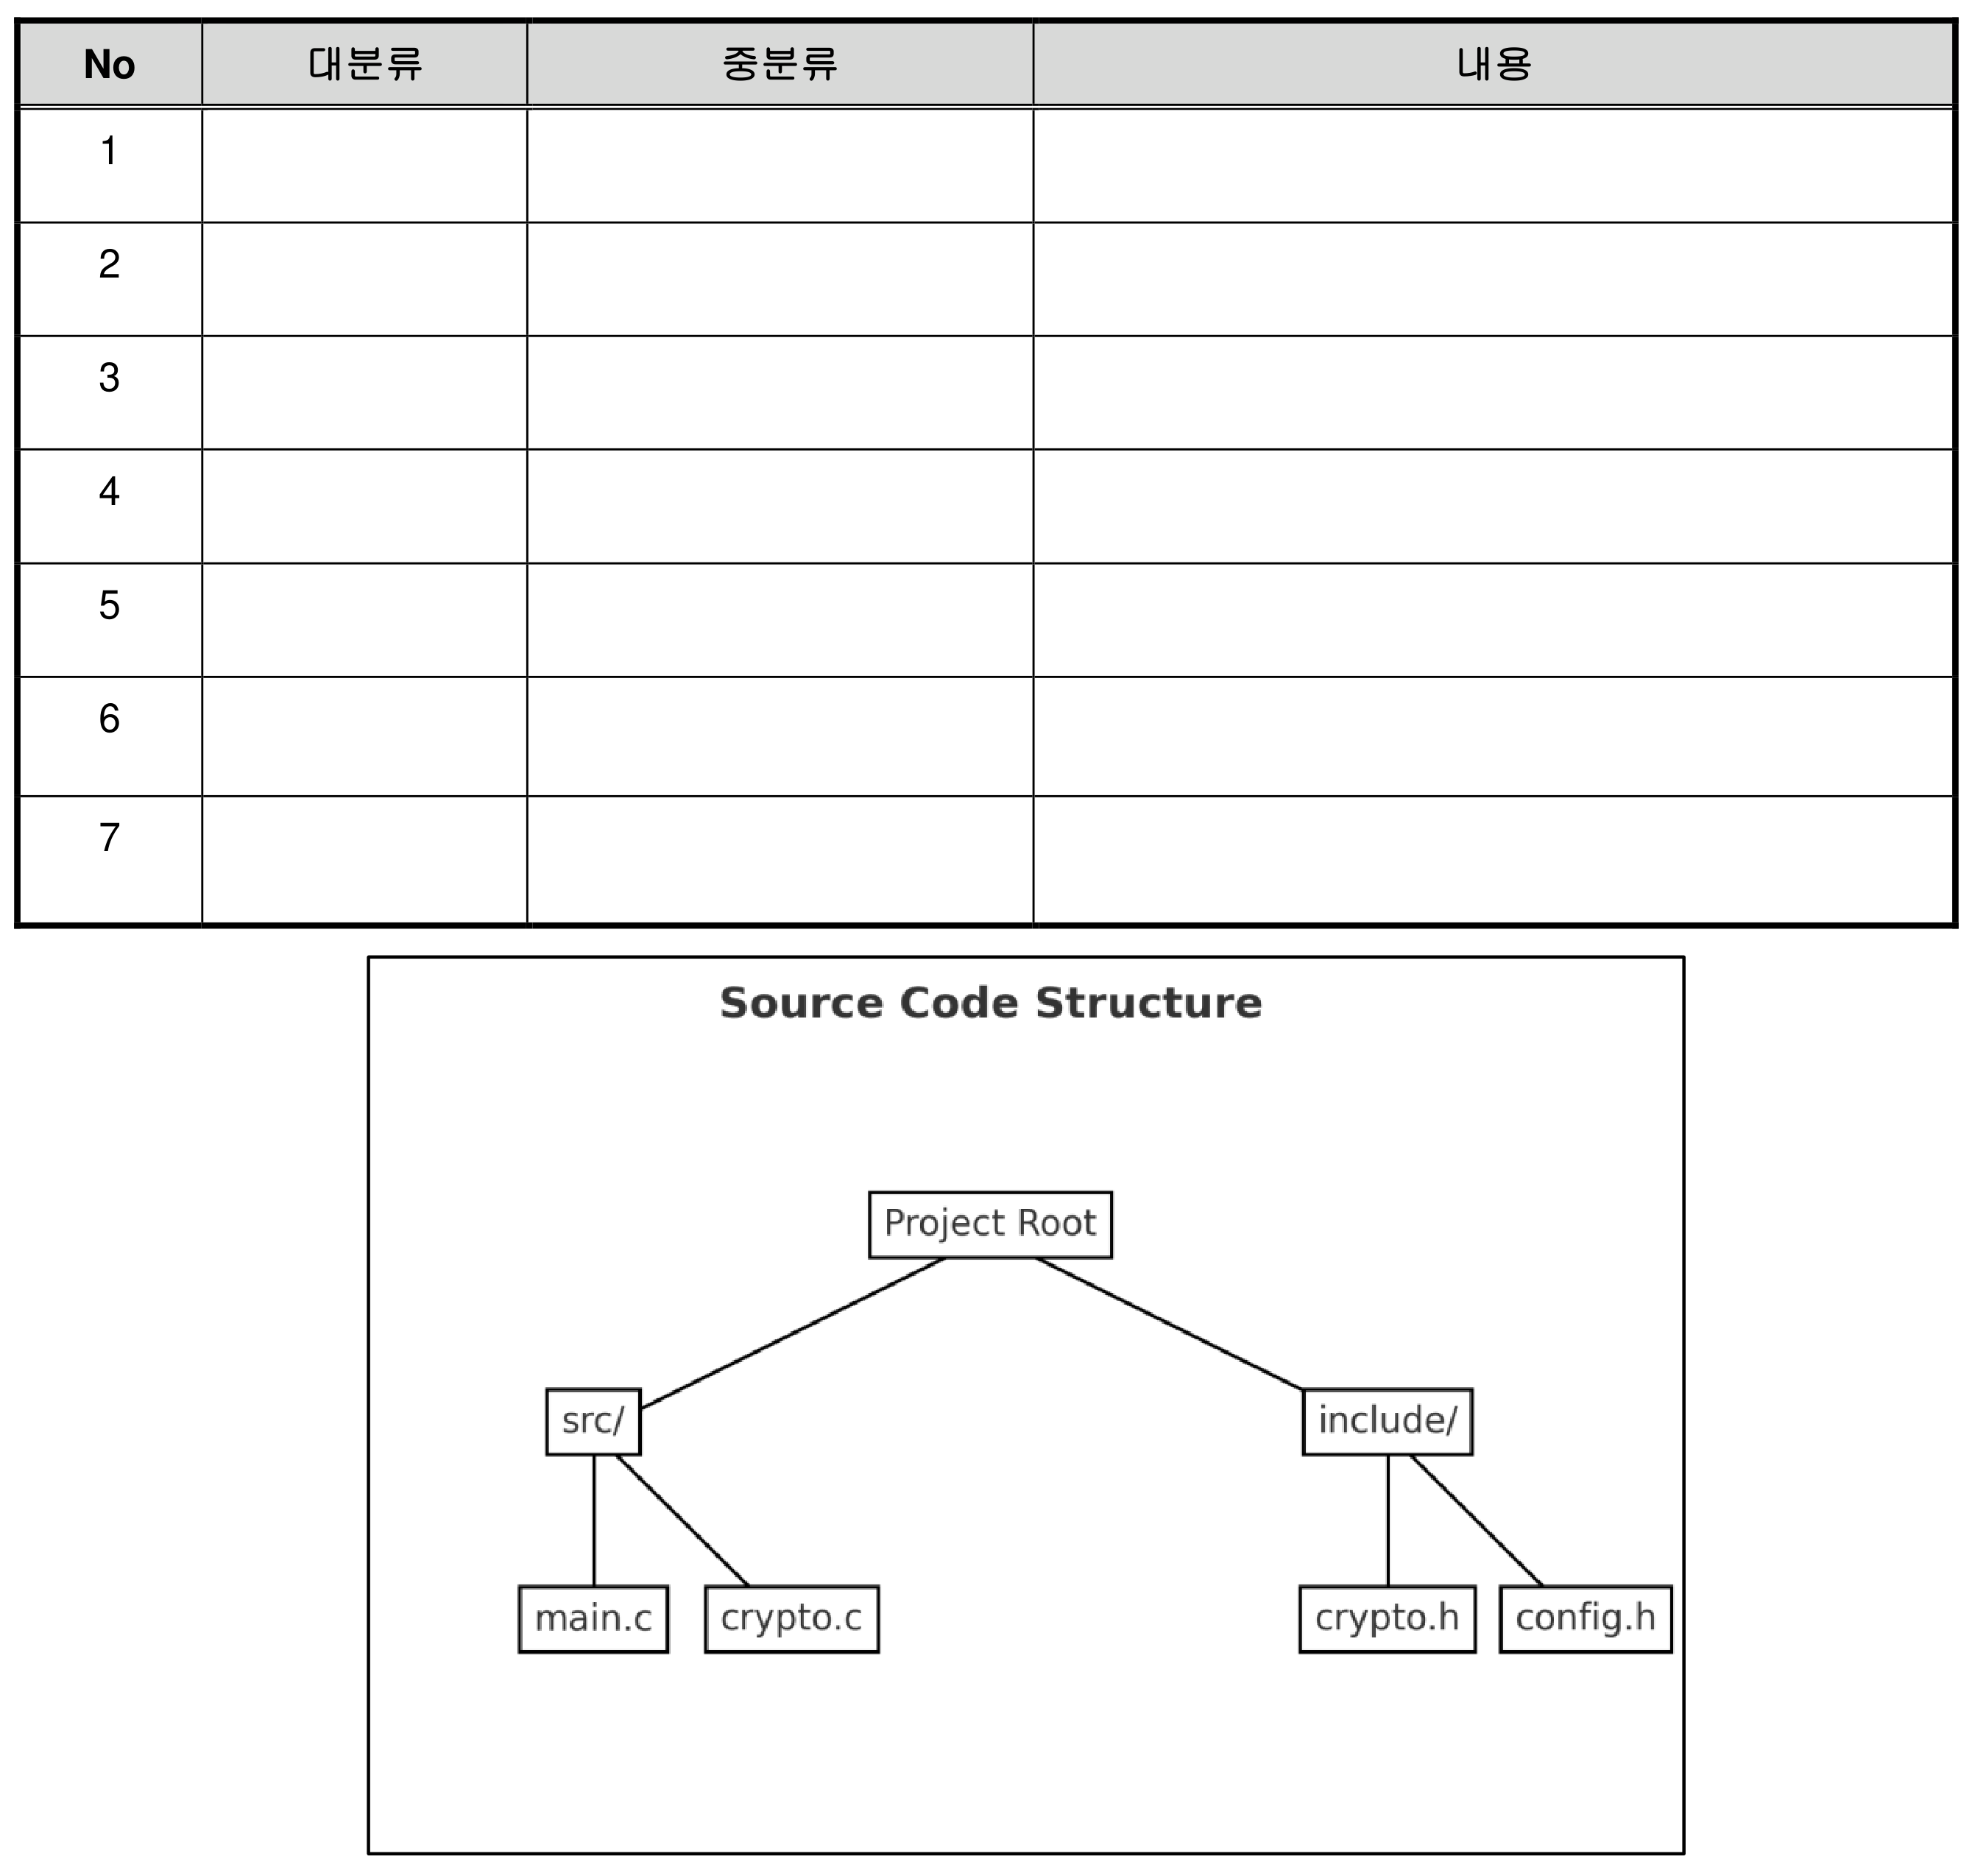 No 대분류 중분류 내용
1
2
3
4
5
6
7
Source Code Structure
Project Root
src/ include/
main.c crypto.c crypto.h config.h